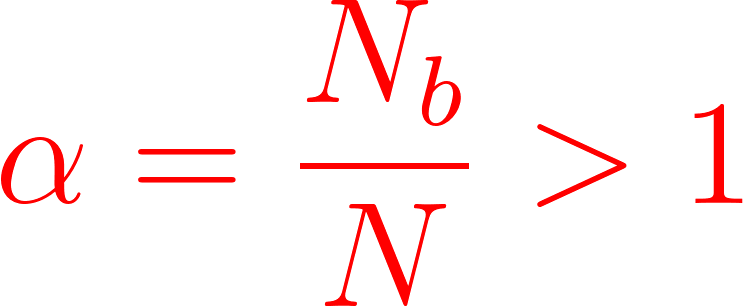 α = N_b / N > 1